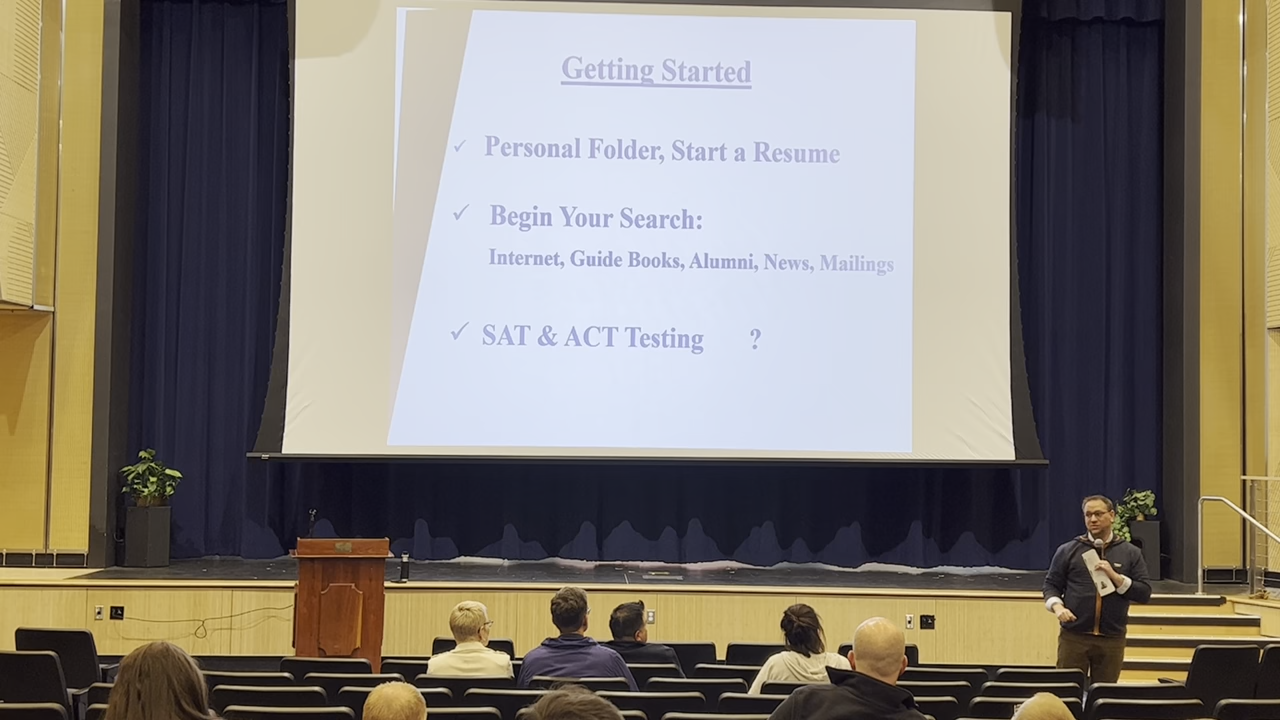 Getting Started
✓ Personal Folder, Start a Resume
✓ Begin Your Search:
Internet, Guide Books, Alumni, News, Mailings
✓ SAT & ACT Testing ?